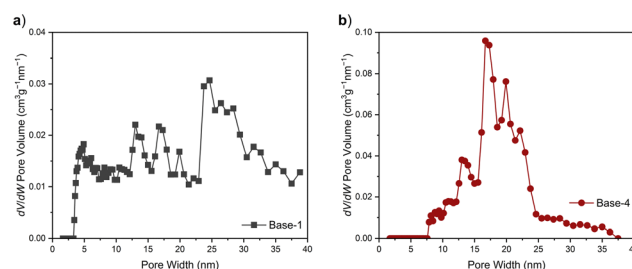 a)
dV/dW Pore Volume (cm³g⁻¹nm⁻¹)
0.04
0.03
0.02
0.01
0.00
0 5 10 15 20 25 30 35 40
Pore Width (nm)
Base-1
b)
dV/dW Pore Volume (cm³g⁻¹nm⁻¹)
0.10
0.08
0.06
0.04
0.02
0.00
0 5 10 15 20 25 30 35 40
Pore Width (nm)
Base-4